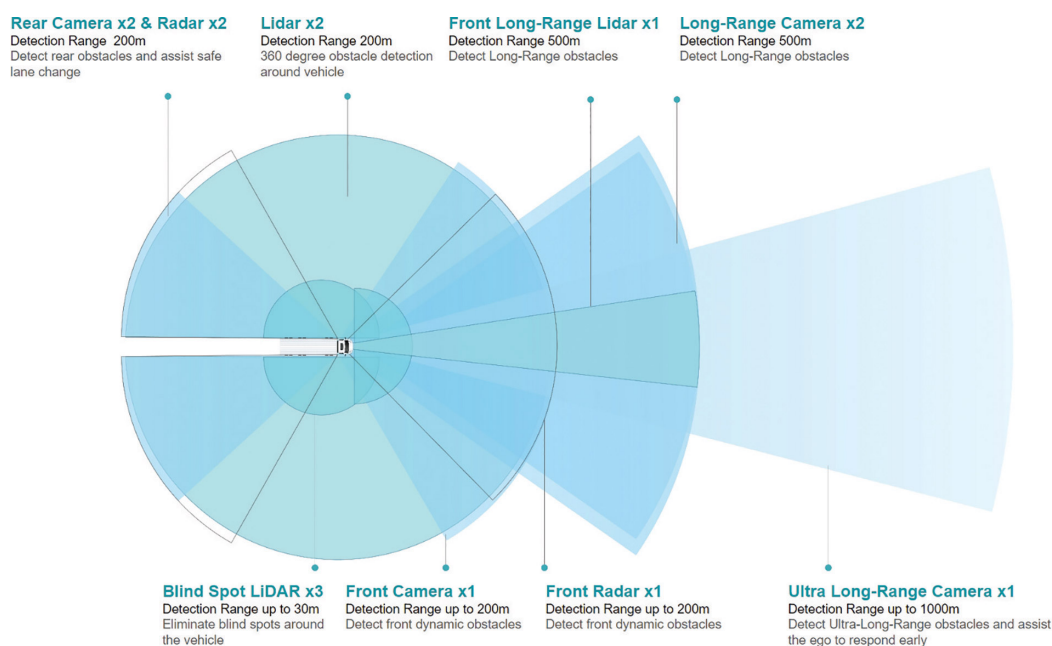 Rear Camera x2 & Radar x2
Detection Range 200m
Detect rear obstacles and assist safe
lane change
Lidar x2
Detection Range 200m
360 degree obstacle detection
around vehicle
Front Long-Range Lidar x1
Detection Range 500m
Detect Long-Range obstacles
Long-Range Camera x2
Detection Range 500m
Detect Long-Range obstacles
Blind Spot LiDAR x3
Detection Range up to 30m
Eliminate blind spots around
the vehicle
Front Camera x1
Detection Range up to 200m
Detect front dynamic obstacles
Front Radar x1
Detection Range up to 200m
Detect front dynamic obstacles
Ultra Long-Range Camera x1
Detection Range up to 1000m
Detect Ultra-Long-Range obstacles and assist
the ego to respond early